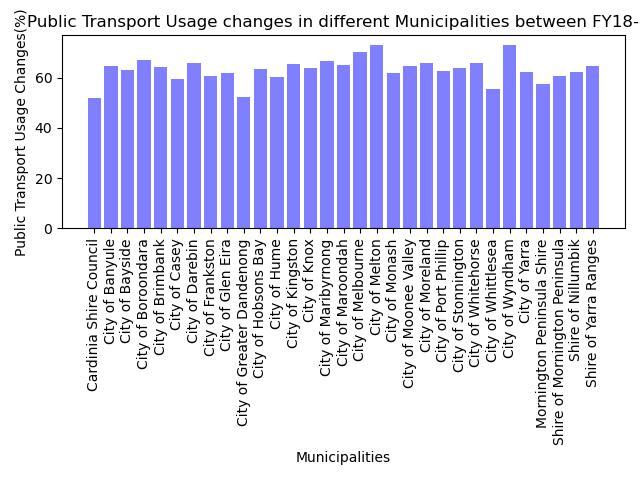 Public Transport Usage changes in different Municipalities between FY18-
Public Transport Usage Changes(%)
60
40
20
0
Cardinia Shire Council
City of Banyule
City of Bayside
City of Boroondara
City of Brimbank
City of Casey
City of Darebin
City of Frankston
City of Glen Eira
City of Greater Dandenong
City of Hobsons Bay
City of Hume
City of Kingston
City of Knox
City of Maribyrnong
City of Maroondah
City of Melbourne
City of Melton
City of Monash
City of Moonee Valley
City of Moreland
City of Port Phillip
City of Stonnington
City of Whitehorse
City of Whittlesea
City of Wyndham
City of Yarra
Mornington Peninsula Shire
Shire of Mornington Peninsula
Shire of Nillumbik
Shire of Yarra Ranges
Municipalities